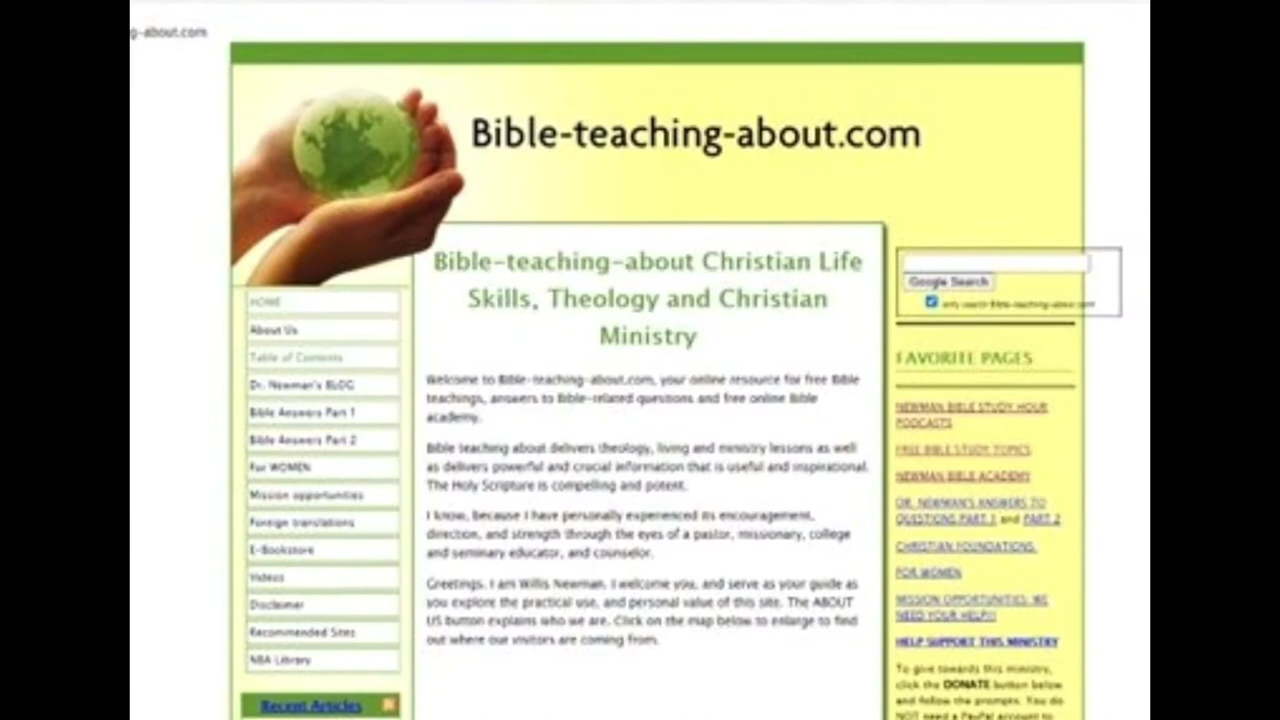 g-about.com
Bible-teaching-about.com
HOME
About Us
Table of Contents
Dr. Newman's BLOG
Bible Answers Part 1
Bible Answers Part 2
For WOMEN
Mission opportunities
Foreign translations
E-Bookstore
Videos
Disclaimer
Recommended Sites
NBA Library
Recent Articles
Bible-teaching-about Christian Life
Skills, Theology and Christian
Ministry
Welcome to Bible-teaching-about.com, your online resource for free Bible
teachings, answers to Bible-related questions and free online Bible
academy.
Bible teaching about delivers theology, living and ministry lessons as well
as delivers powerful and crucial information that is useful and inspirational.
The Holy Scripture is compelling and potent.
I know, because I have personally experienced its encouragement,
direction, and strength through the eyes of a pastor, missionary, college
and seminary educator, and counselor.
Greetings. I am Willis Newman. I welcome you, and serve as your guide as
you explore the practical use, and personal value of this site. The ABOUT
US button explains who we are. Click on the map below to enlarge to find
out where our visitors are coming from.
Google Search
only search Bible-teaching-about.com
FAVORITE PAGES
NEWMAN BIBLE STUDY HOUR
PODCASTS
FREE BIBLE STUDY TOPICS
NEWMAN BIBLE ACADEMY
DR. NEWMAN'S ANSWERS TO
QUESTIONS PART 1 and PART 2
CHRISTIAN FOUNDATIONS
FOR WOMEN
MISSION OPPORTUNITIES: WE
NEED YOUR HELP!!!
HELP SUPPORT THIS MINISTRY
To give towards this ministry,
click the DONATE button below
and follow the prompts. You do
NOT need a PayPal account to